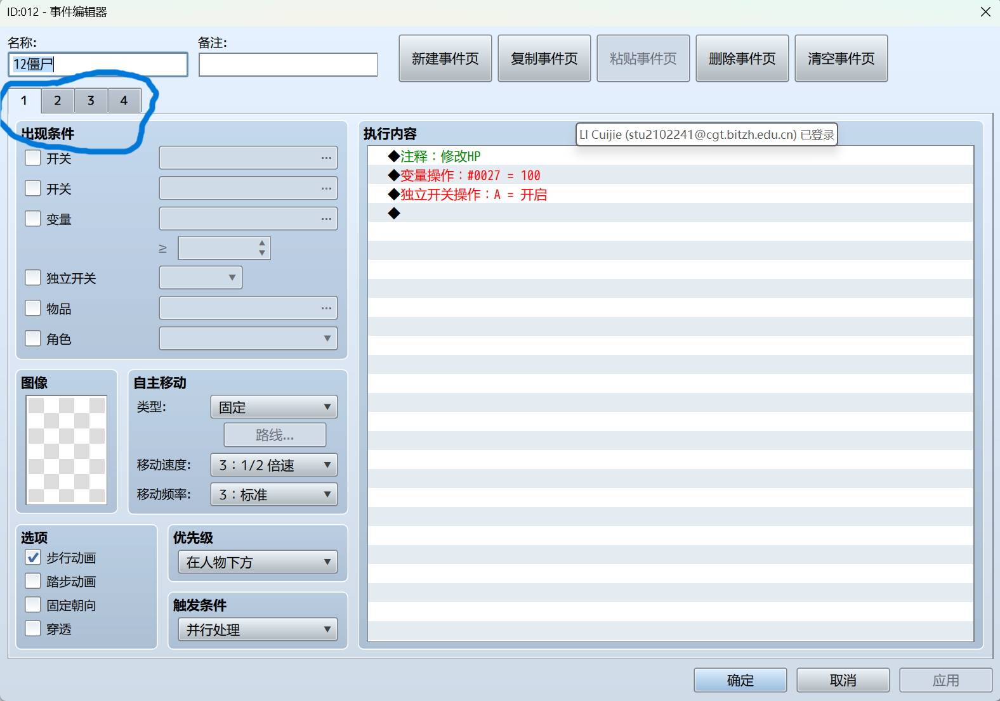 ID:012 - 事件编辑器
名称:
备注:
12僵尸
新建事件页
复制事件页
粘贴事件页
删除事件页
清空事件页
1 2 3 4
出现条件
开关
...
开关
...
变量
...
≥
独立开关
物品
...
角色
图像
自主移动
类型:
固定
路线...
移动速度:
3：1/2 倍速
移动频率:
3：标准
选项
步行动画
踏步动画
固定朝向
穿透
优先级
在人物下方
触发条件
并行处理
执行内容
LI Cuijie (stu2102241@cgt.bitzh.edu.cn) 已登录
◆注释：修改HP
◆变量操作：#0027 = 100
◆独立开关操作：A = 开启
◆
确定
取消
应用